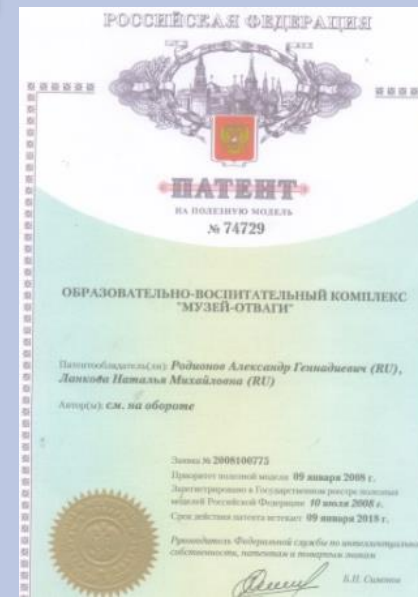 РОССИЙСКАЯ ФЕДЕРАЦИЯ
ПАТЕНТ
НА ПОЛЕЗНУЮ МОДЕЛЬ
№ 74729
ОБРАЗОВАТЕЛЬНО-ВОСПИТАТЕЛЬНЫЙ КОМПЛЕКС
"МУЗЕЙ-ОТВАГИ"
Патентообладатель(ли): Родионов Александр Геннадиевич (RU),
Ланкова Наталья Михайловна (RU)
Автор(ы): см. на обороте
Заявка № 2008100775
Приоритет полезной модели 09 января 2008 г.
Зарегистрировано в Государственном реестре полезных
моделей Российской Федерации 10 июля 2008 г.
Срок действия патента истекает 09 января 2018 г.
Руководитель Федеральной службы по интеллектуальной
собственности, патентам и товарным знакам
Б.П. Симонов